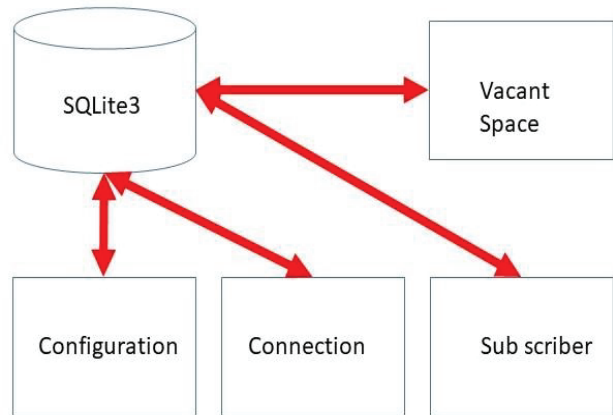 SQLite3
Vacant
Space
Configuration
Connection
Sub scriber